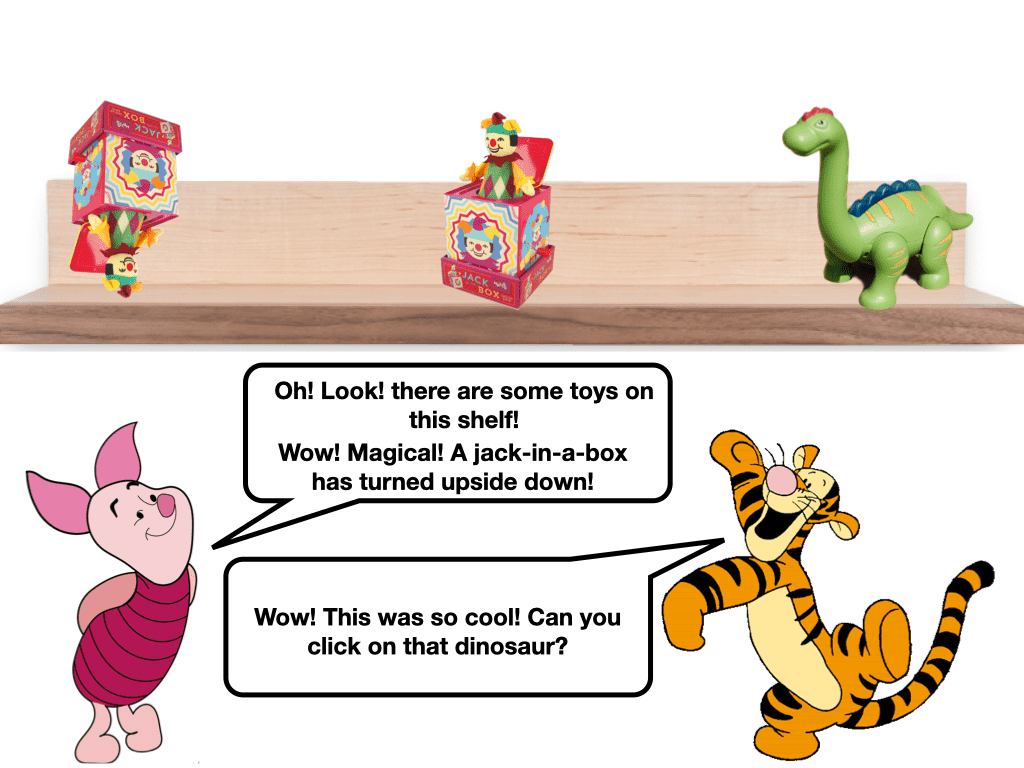 JACK
BOX
JACK
BOX
Oh! Look! there are some toys on
this shelf!
Wow! Magical! A jack-in-a-box
has turned upside down!
Wow! This was so cool! Can you
click on that dinosaur?